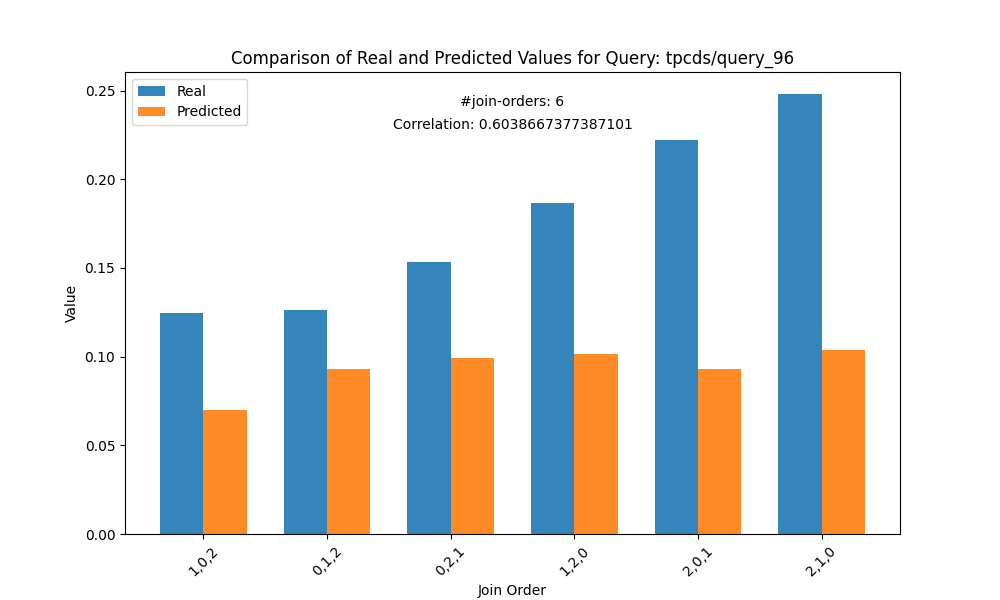 Comparison of Real and Predicted Values for Query: tpcds/query_96
Real
Predicted
#join-orders: 6
Correlation: 0.6038667377387101
Value
0.25
0.20
0.15
0.10
0.05
0.00
1,0,2
0,1,2
0,2,1
1,2,0
2,0,1
2,1,0
Join Order